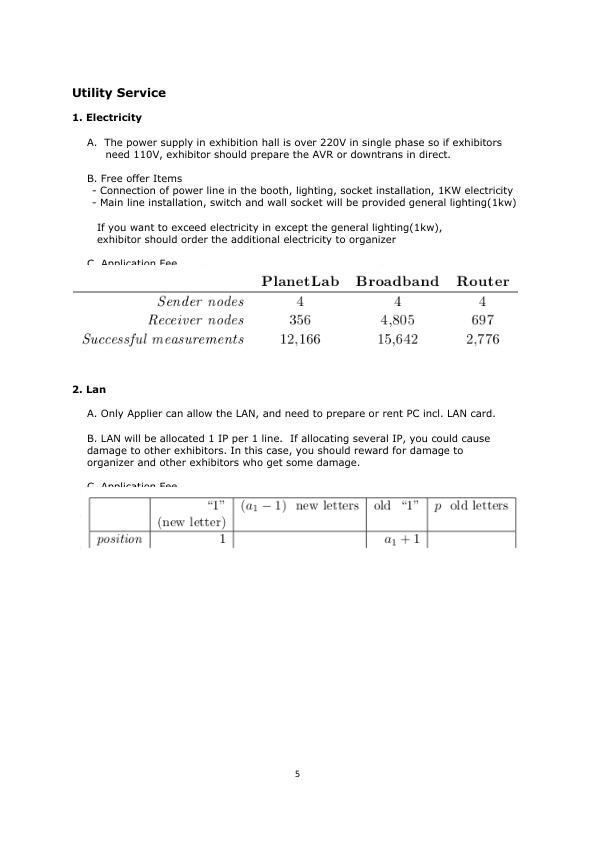 Utility Service
1. Electricity
A. The power supply in exhibition hall is over 220V in single phase so if exhibitors
need 110V, exhibitor should prepare the AVR or downtrans in direct.
B. Free offer Items
- Connection of power line in the booth, lighting, socket installation, 1KW electricity
- Main line installation, switch and wall socket will be provided general lighting(1kw)
If you want to exceed electricity in except the general lighting(1kw),
exhibitor should order the additional electricity to organizer
C. Application Fee
PlanetLab Broadband Router
Sender nodes 4 4 4
Receiver nodes 356 4,805 697
Successful measurements 12,166 15,642 2,776
2. Lan
A. Only Applier can allow the LAN, and need to prepare or rent PC incl. LAN card.
B. LAN will be allocated 1 IP per 1 line. If allocating several IP, you could cause
damage to other exhibitors. In this case, you should reward for damage to
organizer and other exhibitors who get some damage.
C. Application Fee
“1” (a₁ − 1) new letters old “1” p old letters
(new letter)
position 1 a₁ + 1
5